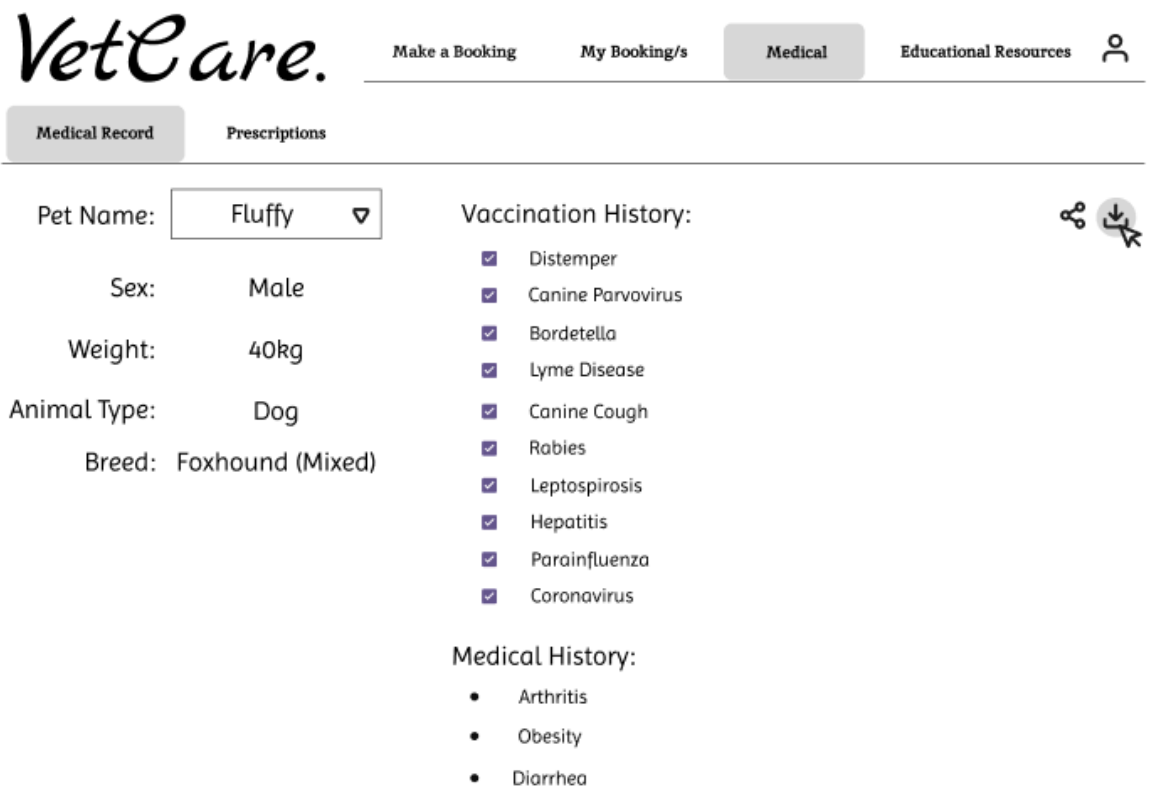 VetCare.
Make a Booking
My Booking/s
Medical
Educational Resources
Medical Record
Prescriptions
Pet Name: Fluffy
Sex: Male
Weight: 40kg
Animal Type: Dog
Breed: Foxhound (Mixed)
Vaccination History:
Distemper
Canine Parvovirus
Bordetella
Lyme Disease
Canine Cough
Rabies
Leptospirosis
Hepatitis
Parainfluenza
Coronavirus
Medical History:
Arthritis
Obesity
Diarrhea